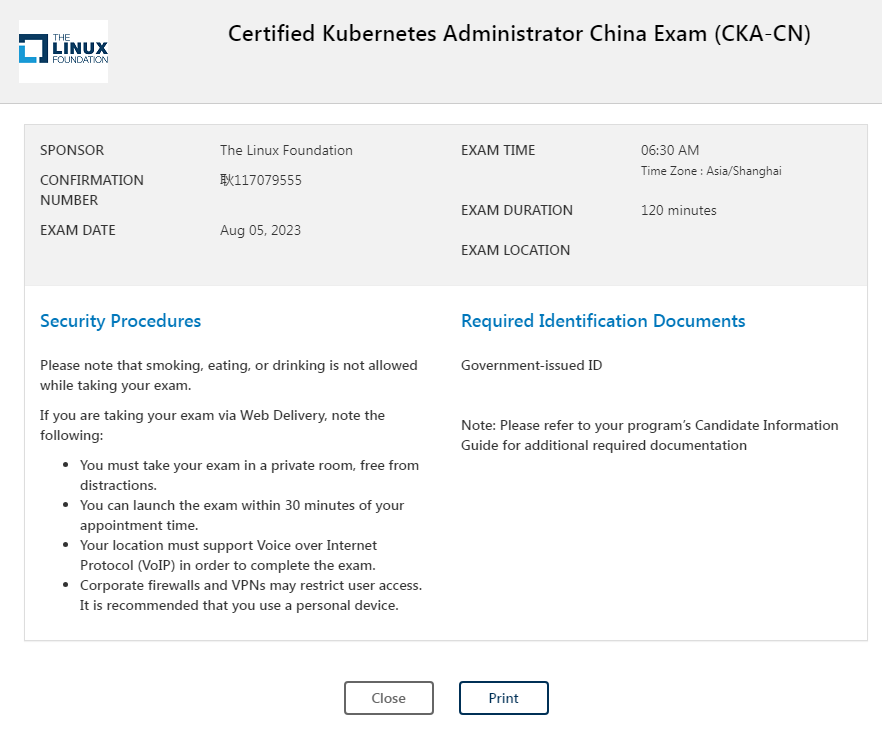 THE
LINUX
FOUNDATION
Certified Kubernetes Administrator China Exam (CKA-CN)
SPONSOR
The Linux Foundation
CONFIRMATION
NUMBER
耿117079555
EXAM DATE
Aug 05, 2023
EXAM TIME
06:30 AM
Time Zone : Asia/Shanghai
EXAM DURATION
120 minutes
EXAM LOCATION
Security Procedures
Please note that smoking, eating, or drinking is not allowed
while taking your exam.
If you are taking your exam via Web Delivery, note the
following:
• You must take your exam in a private room, free from
distractions.
• You can launch the exam within 30 minutes of your
appointment time.
• Your location must support Voice over Internet
Protocol (VoIP) in order to complete the exam.
• Corporate firewalls and VPNs may restrict user access.
It is recommended that you use a personal device.
Required Identification Documents
Government-issued ID
Note: Please refer to your program’s Candidate Information
Guide for additional required documentation
Close
Print